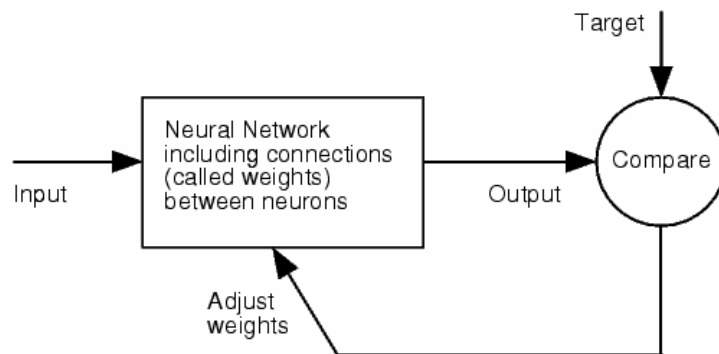 Target
Neural Network
including connections
(called weights)
between neurons
Compare
Input
Output
Adjust
weights